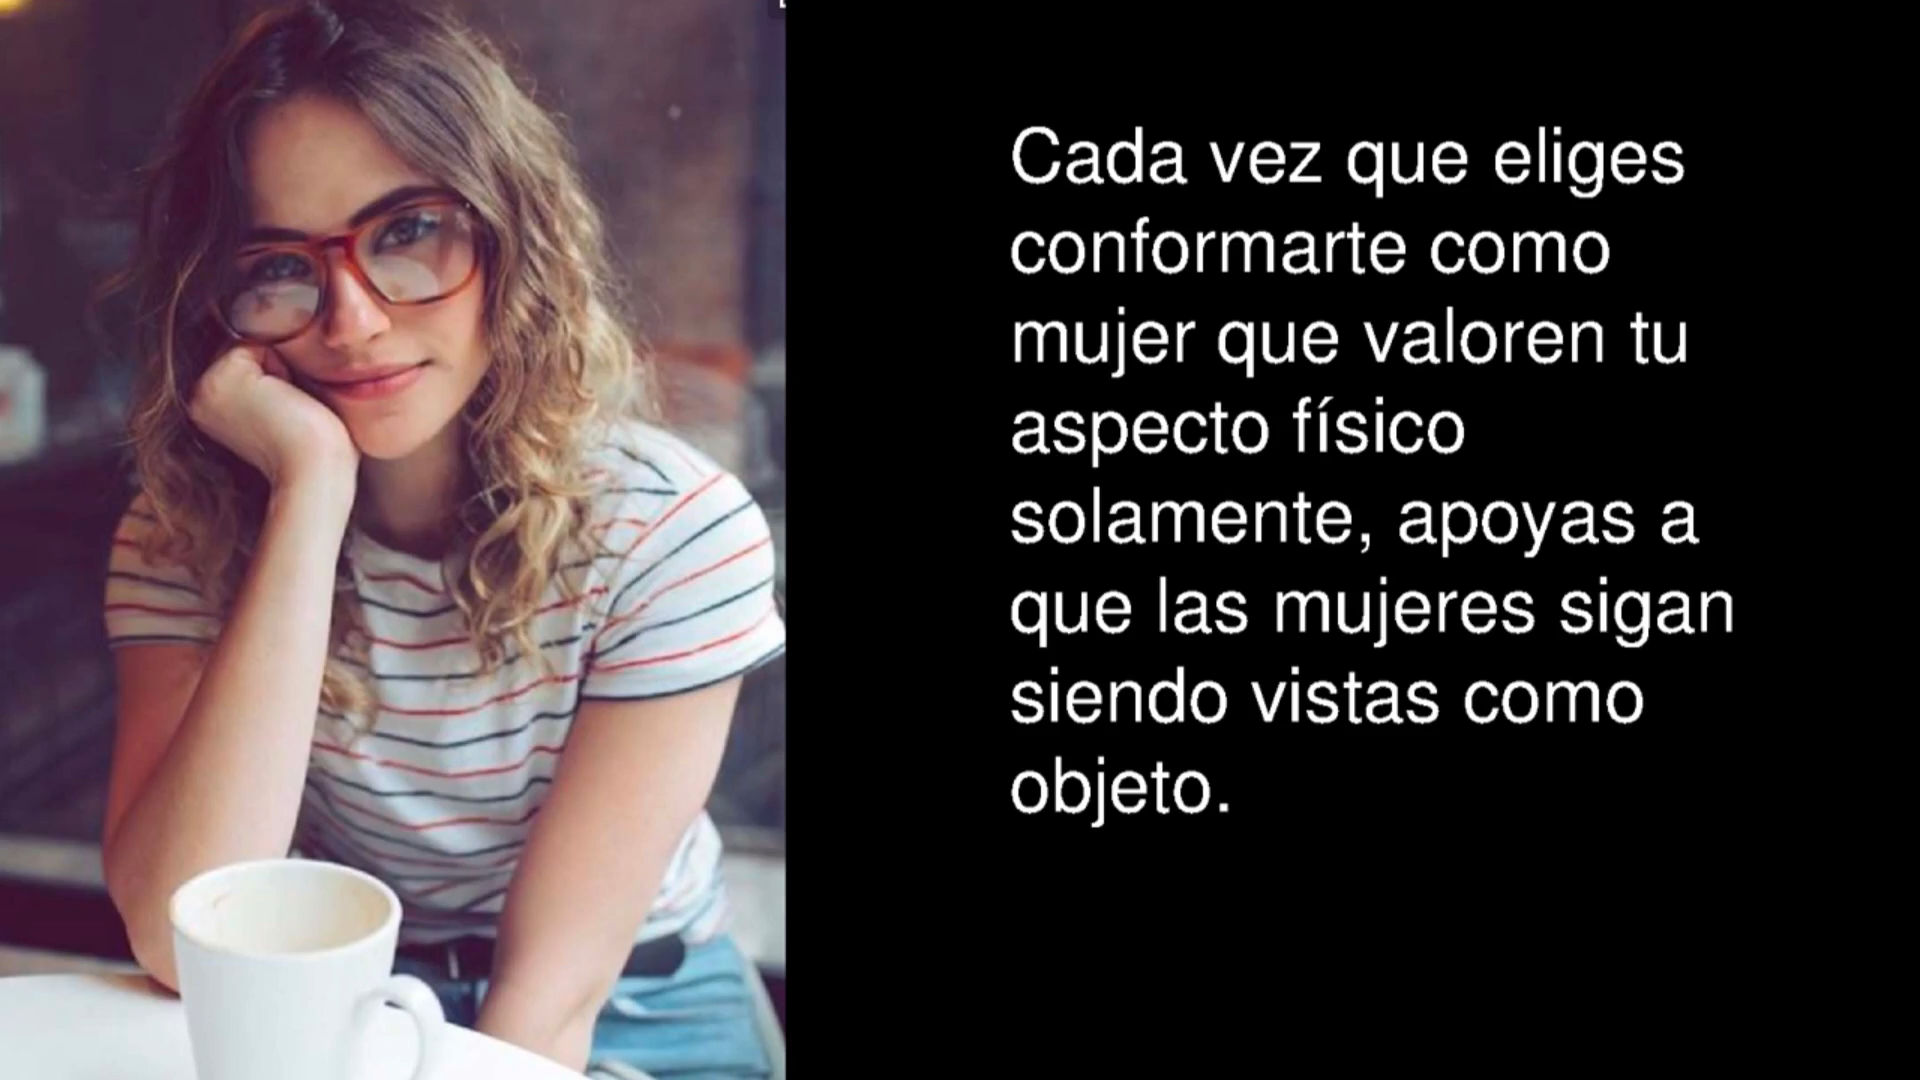 Cada vez que eliges
conformarte como
mujer que valoren tu
aspecto físico
solamente, apoyas a
que las mujeres sigan
siendo vistas como
objeto.